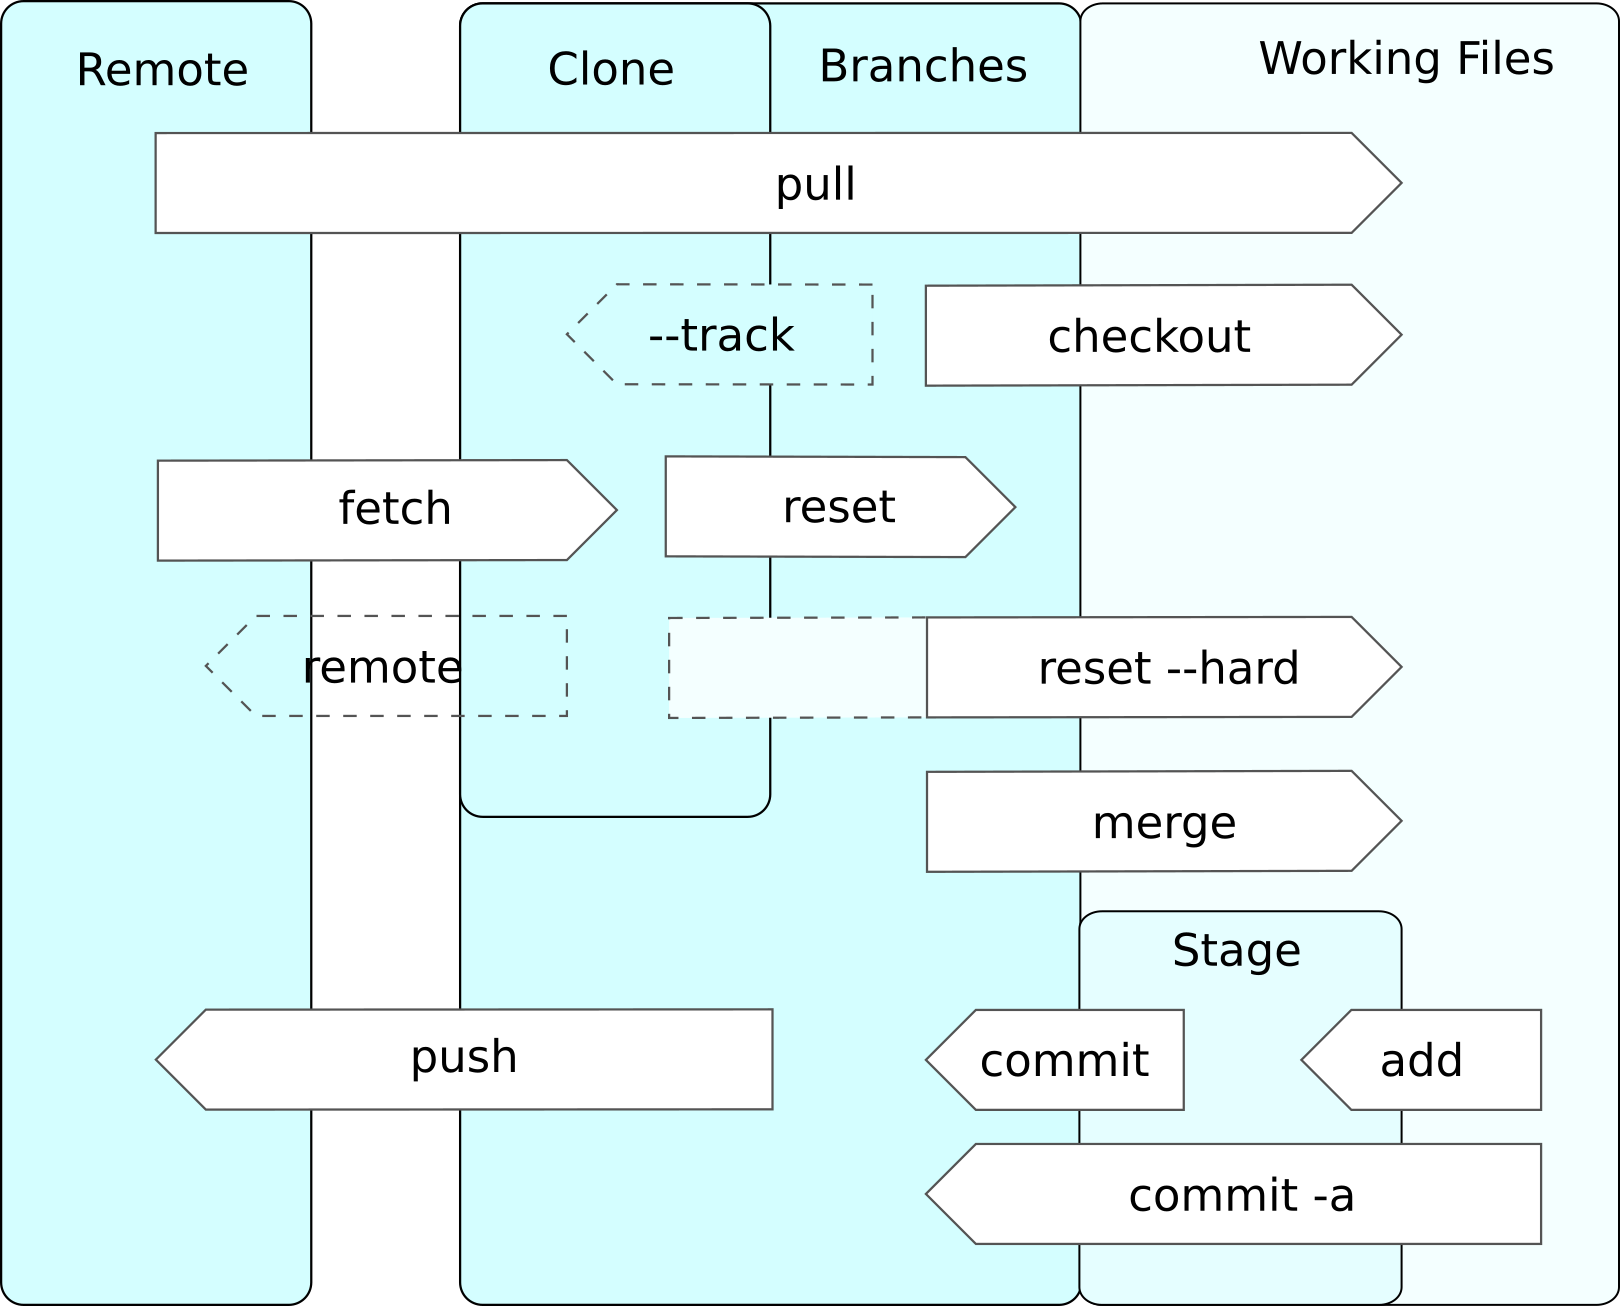 Remote
Clone
Branches
Working Files
pull
--track
checkout
fetch
reset
remote
reset --hard
merge
Stage
push
commit
add
commit -a